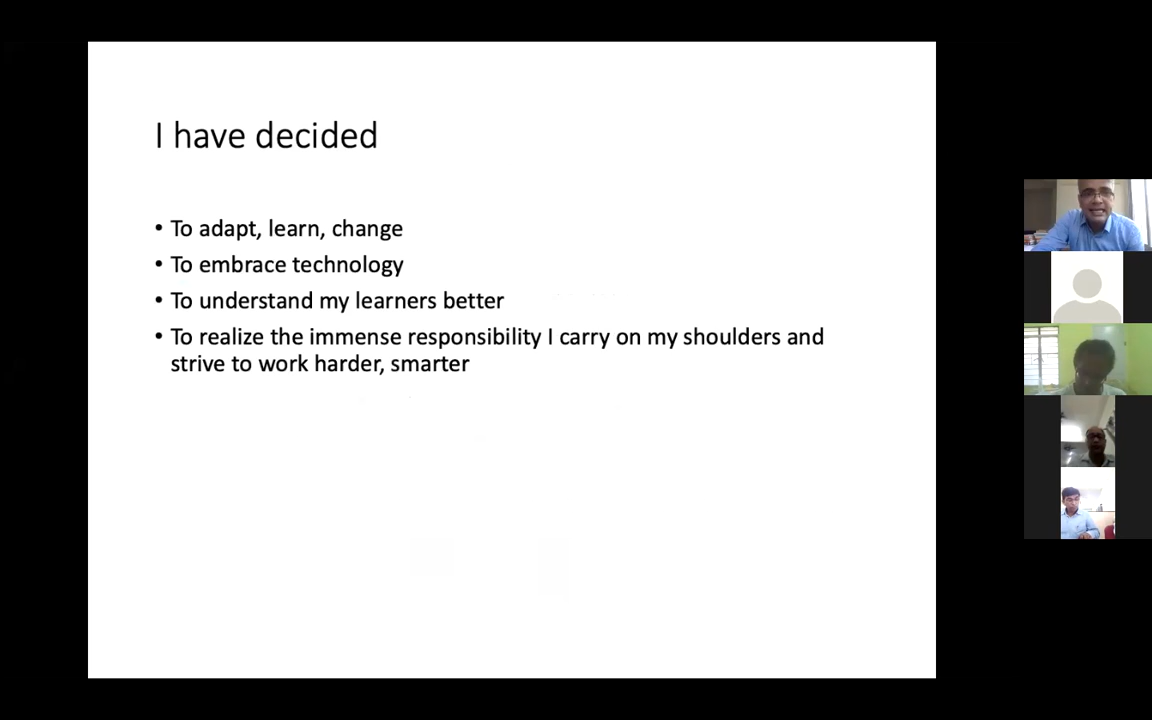 I have decided
• To adapt, learn, change
• To embrace technology
• To understand my learners better
• To realize the immense responsibility I carry on my shoulders and
strive to work harder, smarter